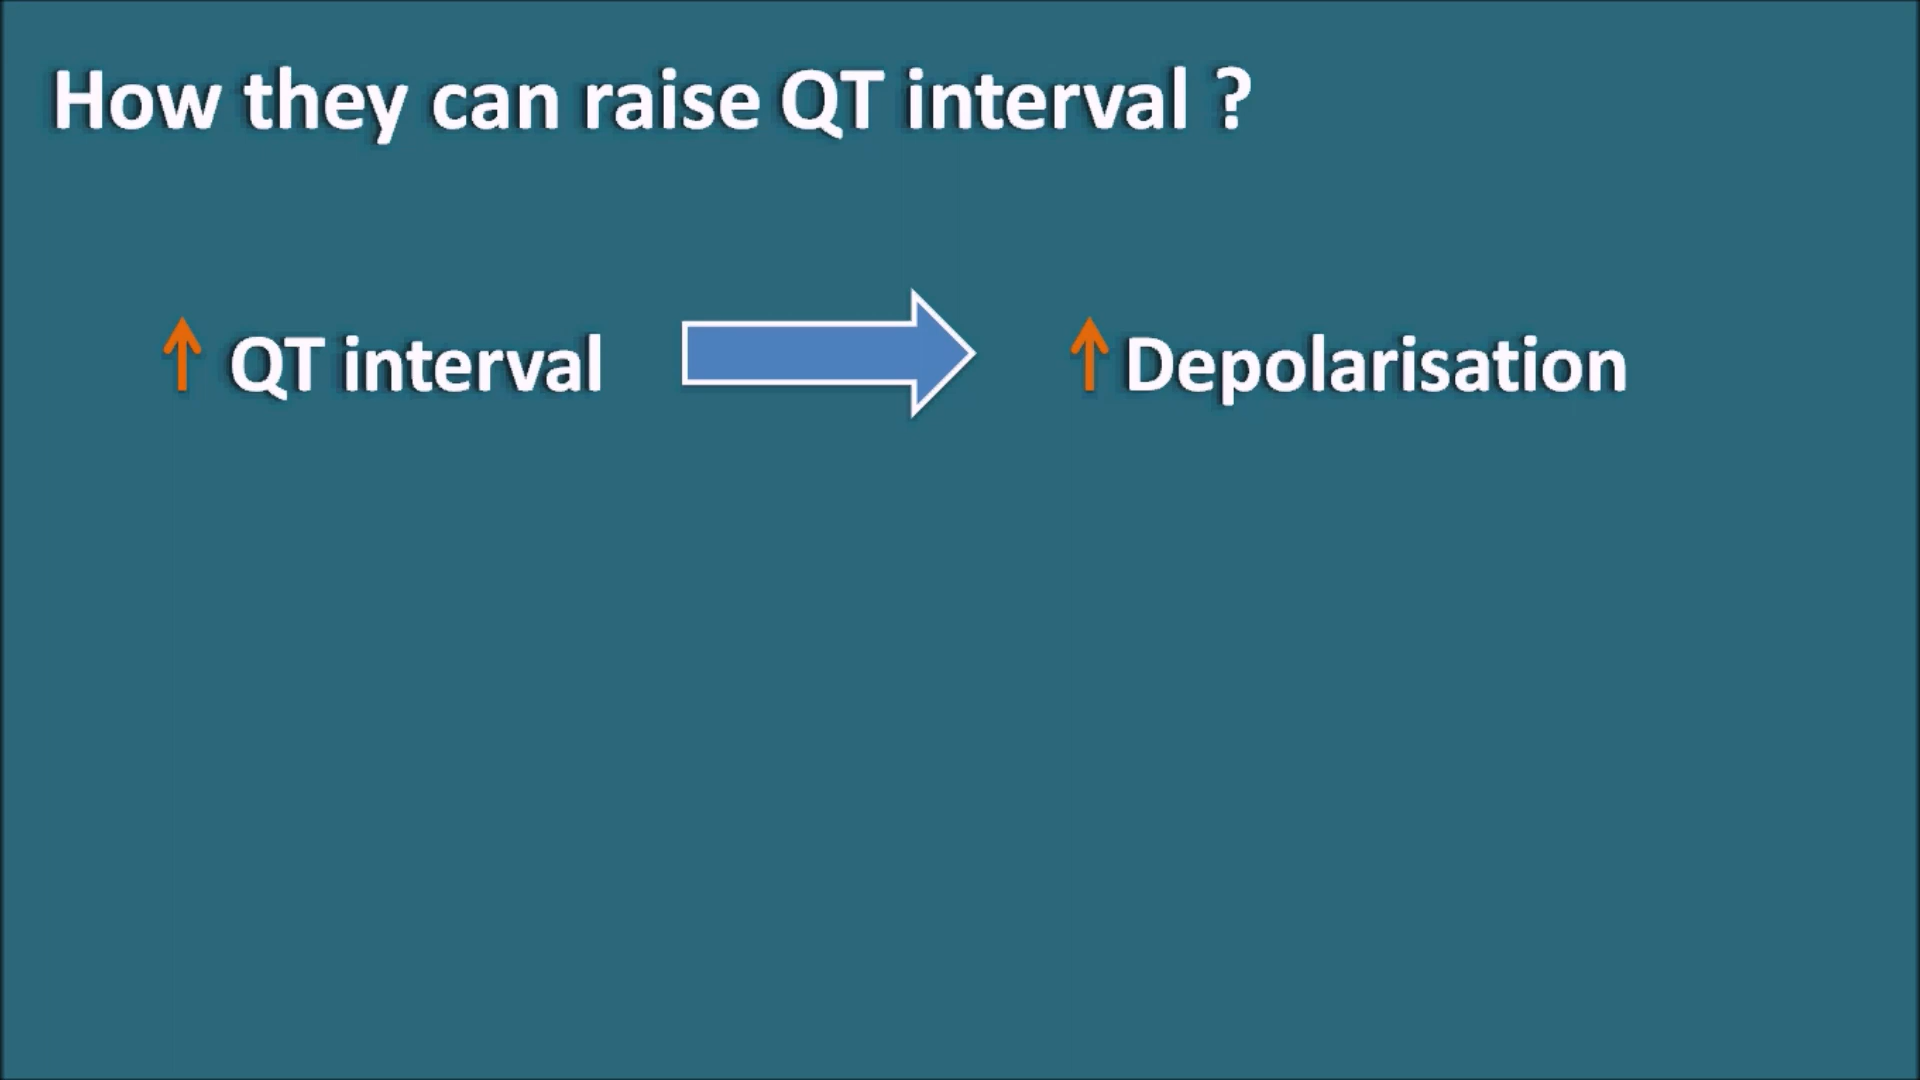 How they can raise QT interval ?
↑ QT interval ↑ Depolarisation